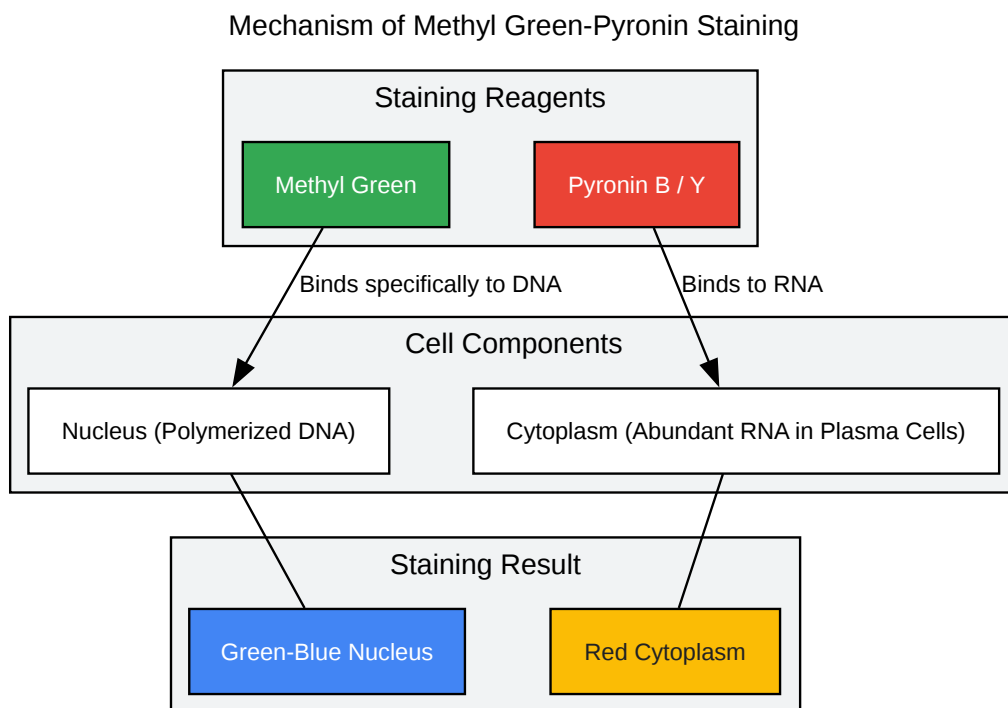 Mechanism of Methyl Green-Pyronin Staining
Staining Reagents
Methyl Green
Pyronin B / Y
Binds specifically to DNA
Binds to RNA
Cell Components
Nucleus (Polymerized DNA)
Cytoplasm (Abundant RNA in Plasma Cells)
Staining Result
Green-Blue Nucleus
Red Cytoplasm